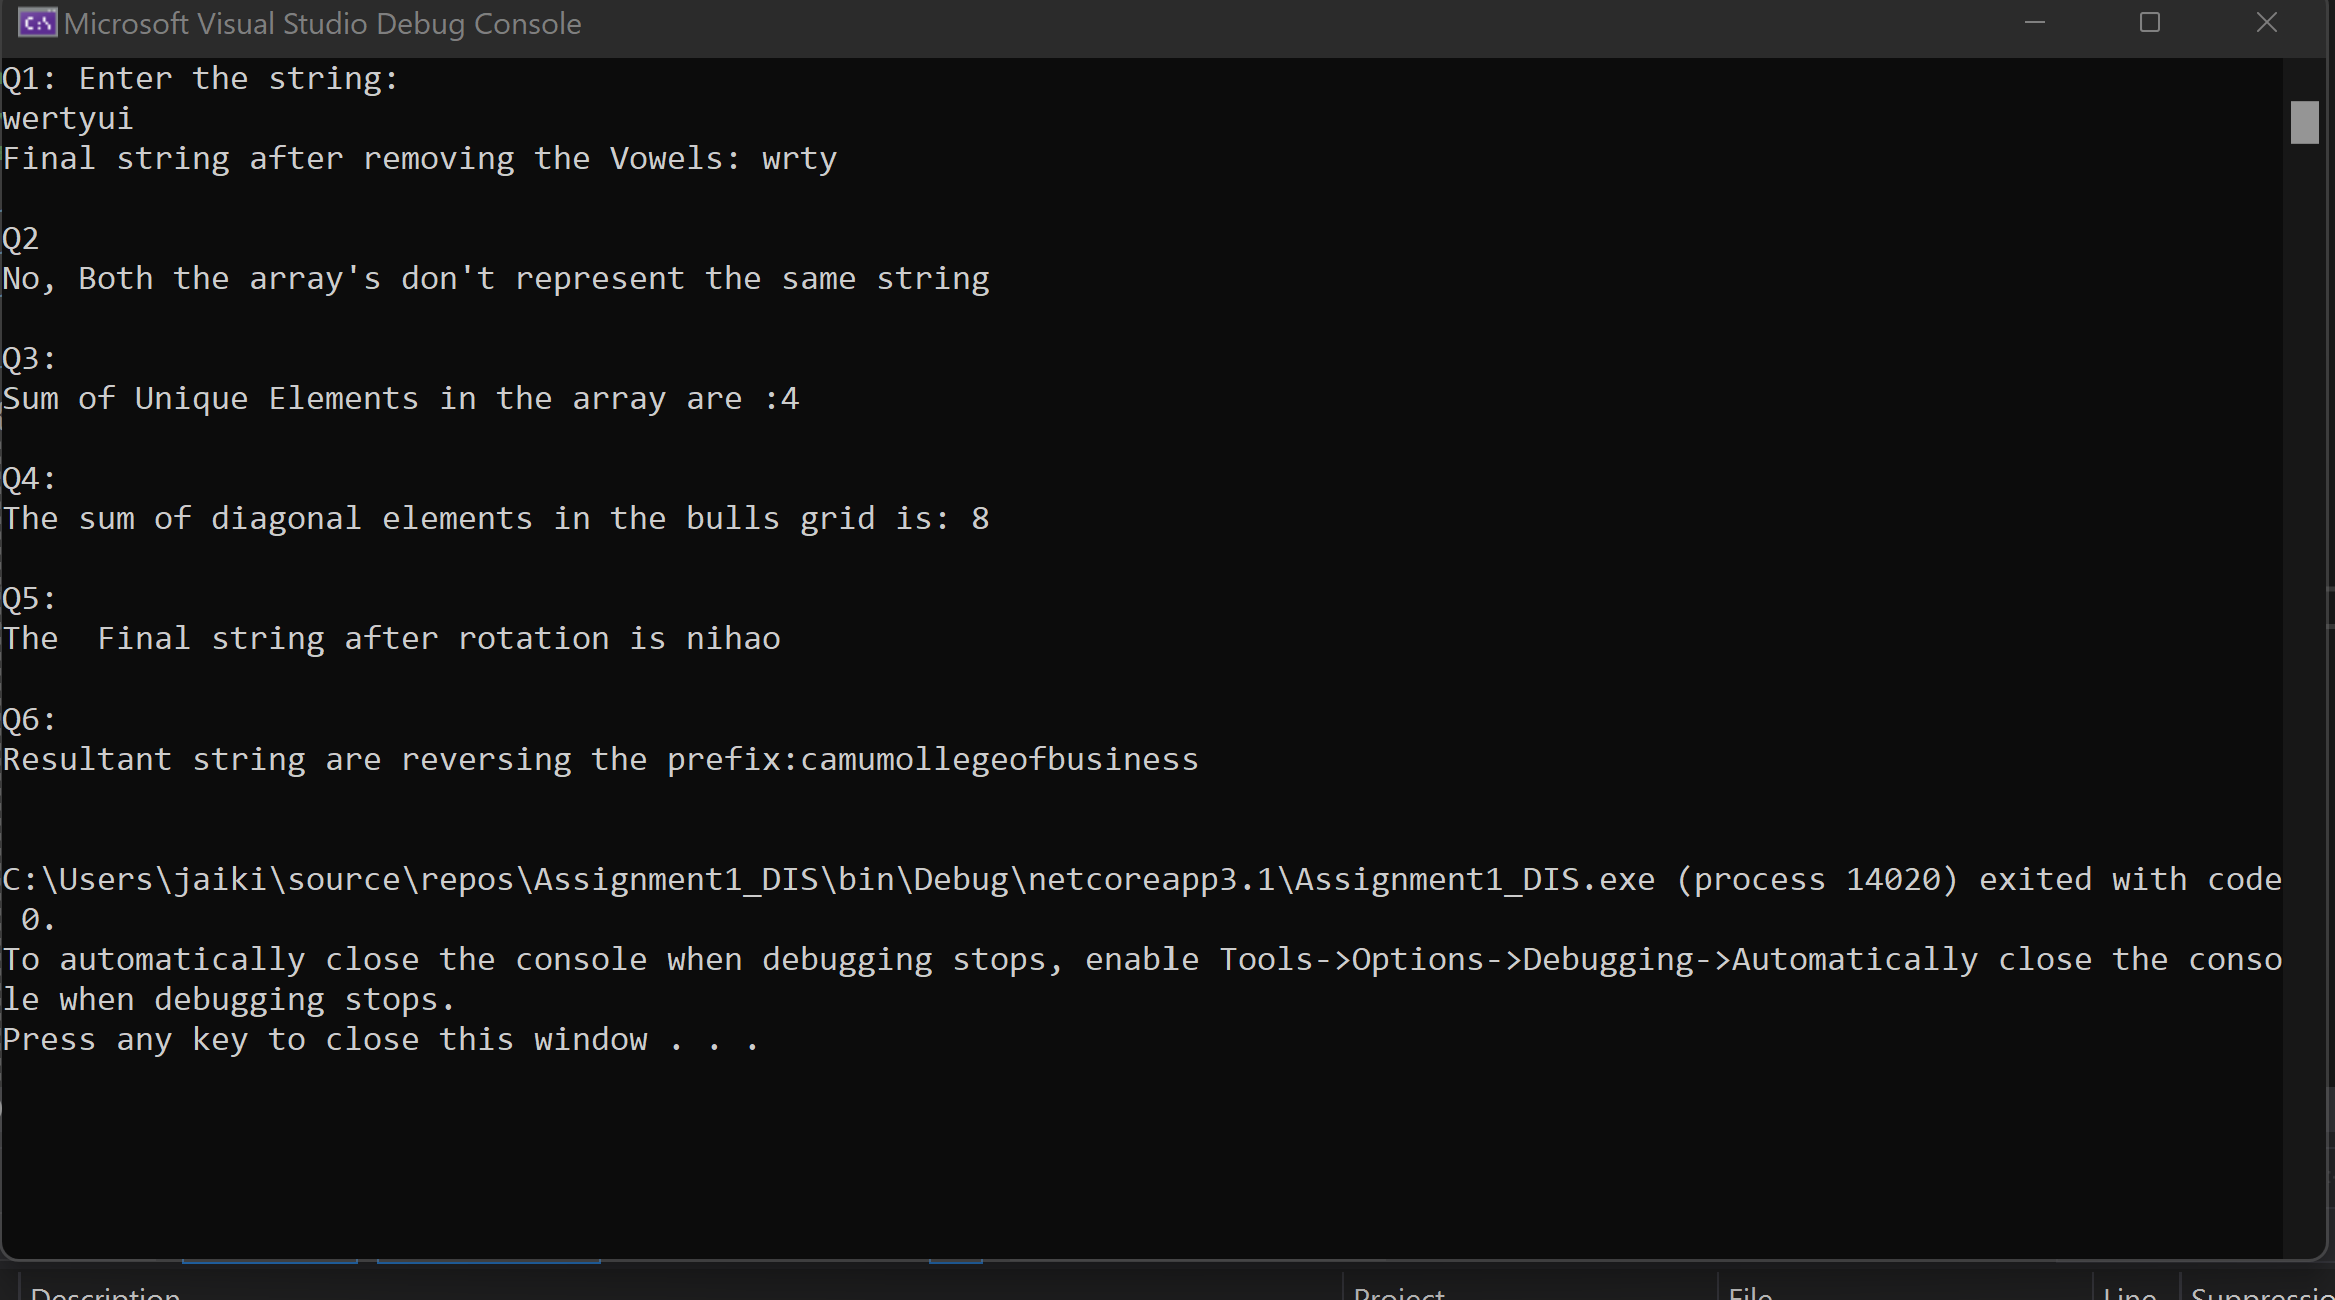 Microsoft Visual Studio Debug Console
Q1: Enter the string:
wertyui
Final string after removing the Vowels: wrty
Q2
No, Both the array's don't represent the same string
Q3:
Sum of Unique Elements in the array are :4
Q4:
The sum of diagonal elements in the bulls grid is: 8
Q5:
The  Final string after rotation is nihao
Q6:
Resultant string are reversing the prefix:camumollegeofbusiness
C:\Users\jaiki\source\repos\Assignment1_DIS\bin\Debug\netcoreapp3.1\Assignment1_DIS.exe (process 14020) exited with code
 0.
To automatically close the console when debugging stops, enable Tools->Options->Debugging->Automatically close the conso
le when debugging stops.
Press any key to close this window . . .
Description Project File Line